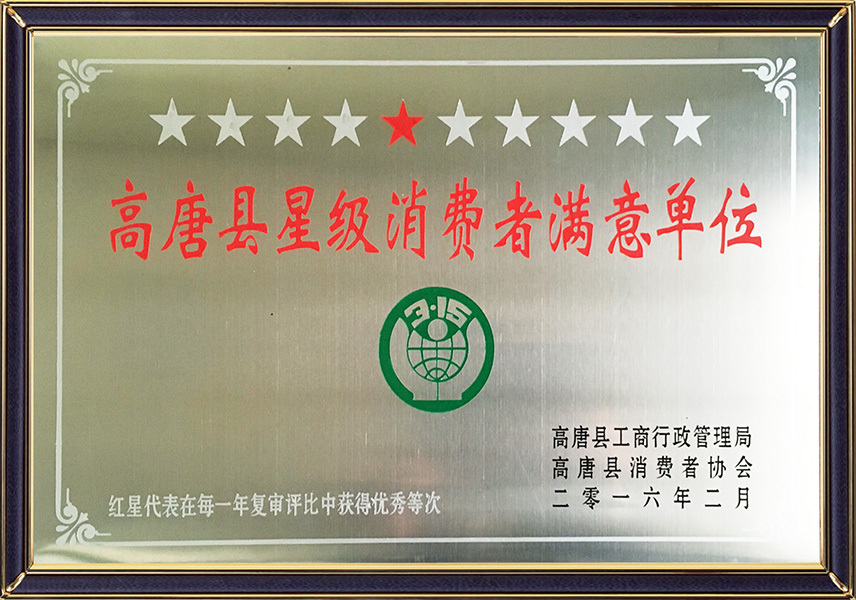 高唐县星级消费者满意单位
3·15
高唐县工商行政管理局
高唐县消费者协会
二零一六年二月
红星代表在每一年复审评比中获得优秀等次